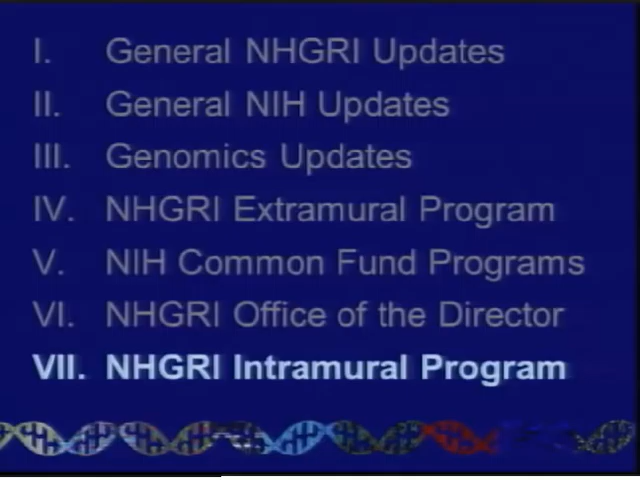 I. General NHGRI Updates
II. General NIH Updates
III. Genomics Updates
IV. NHGRI Extramural Program
V. NIH Common Fund Programs
VI. NHGRI Office of the Director
VII. NHGRI Intramural Program